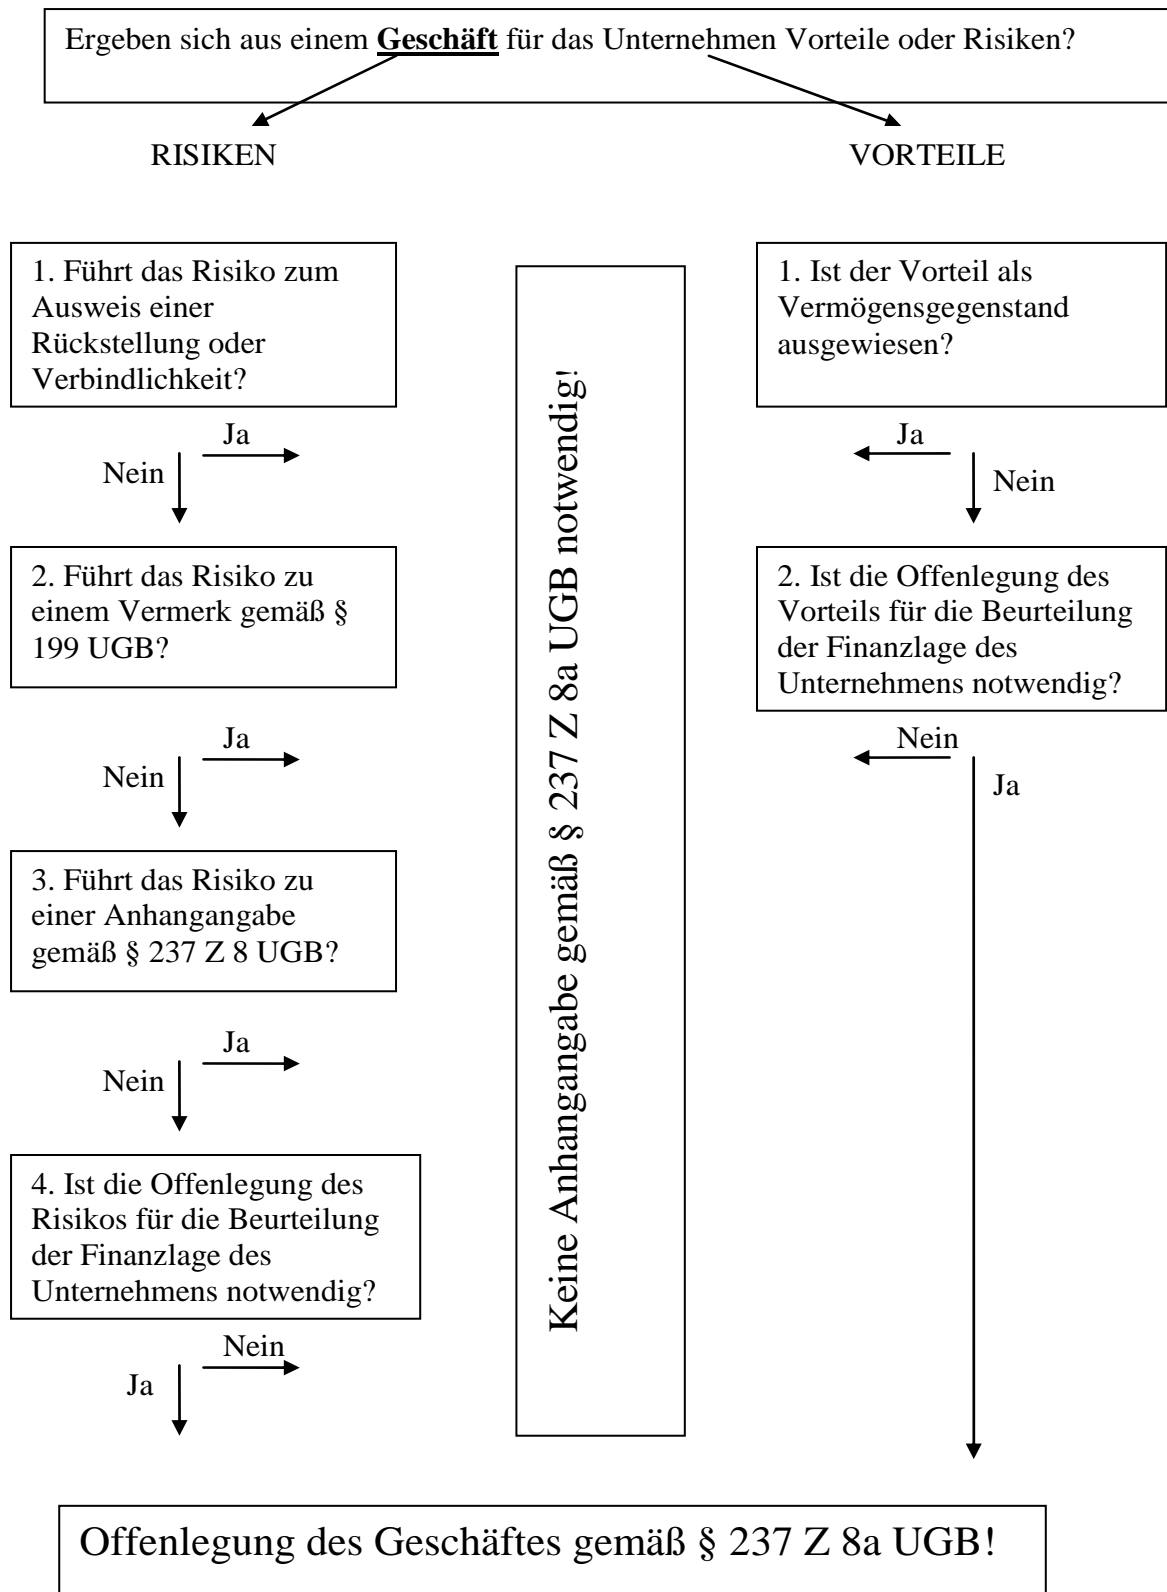 Ergeben sich aus einem Geschäft für das Unternehmen Vorteile oder Risiken?
RISIKEN
VORTEILE
1. Führt das Risiko zum
Ausweis einer
Rückstellung oder
Verbindlichkeit?
Ja
Nein
2. Führt das Risiko zu
einem Vermerk gemäß §
199 UGB?
Ja
Nein
3. Führt das Risiko zu
einer Anhangangabe
gemäß § 237 Z 8 UGB?
Ja
Nein
4. Ist die Offenlegung des
Risikos für die Beurteilung
der Finanzlage des
Unternehmens notwendig?
Nein
Ja
Keine Anhangangabe gemäß § 237 Z 8a UGB notwendig!
1. Ist der Vorteil als
Vermögensgegenstand
ausgewiesen?
Ja
Nein
2. Ist die Offenlegung des
Vorteils für die Beurteilung
der Finanzlage des
Unternehmens notwendig?
Nein
Ja
Offenlegung des Geschäftes gemäß § 237 Z 8a UGB!